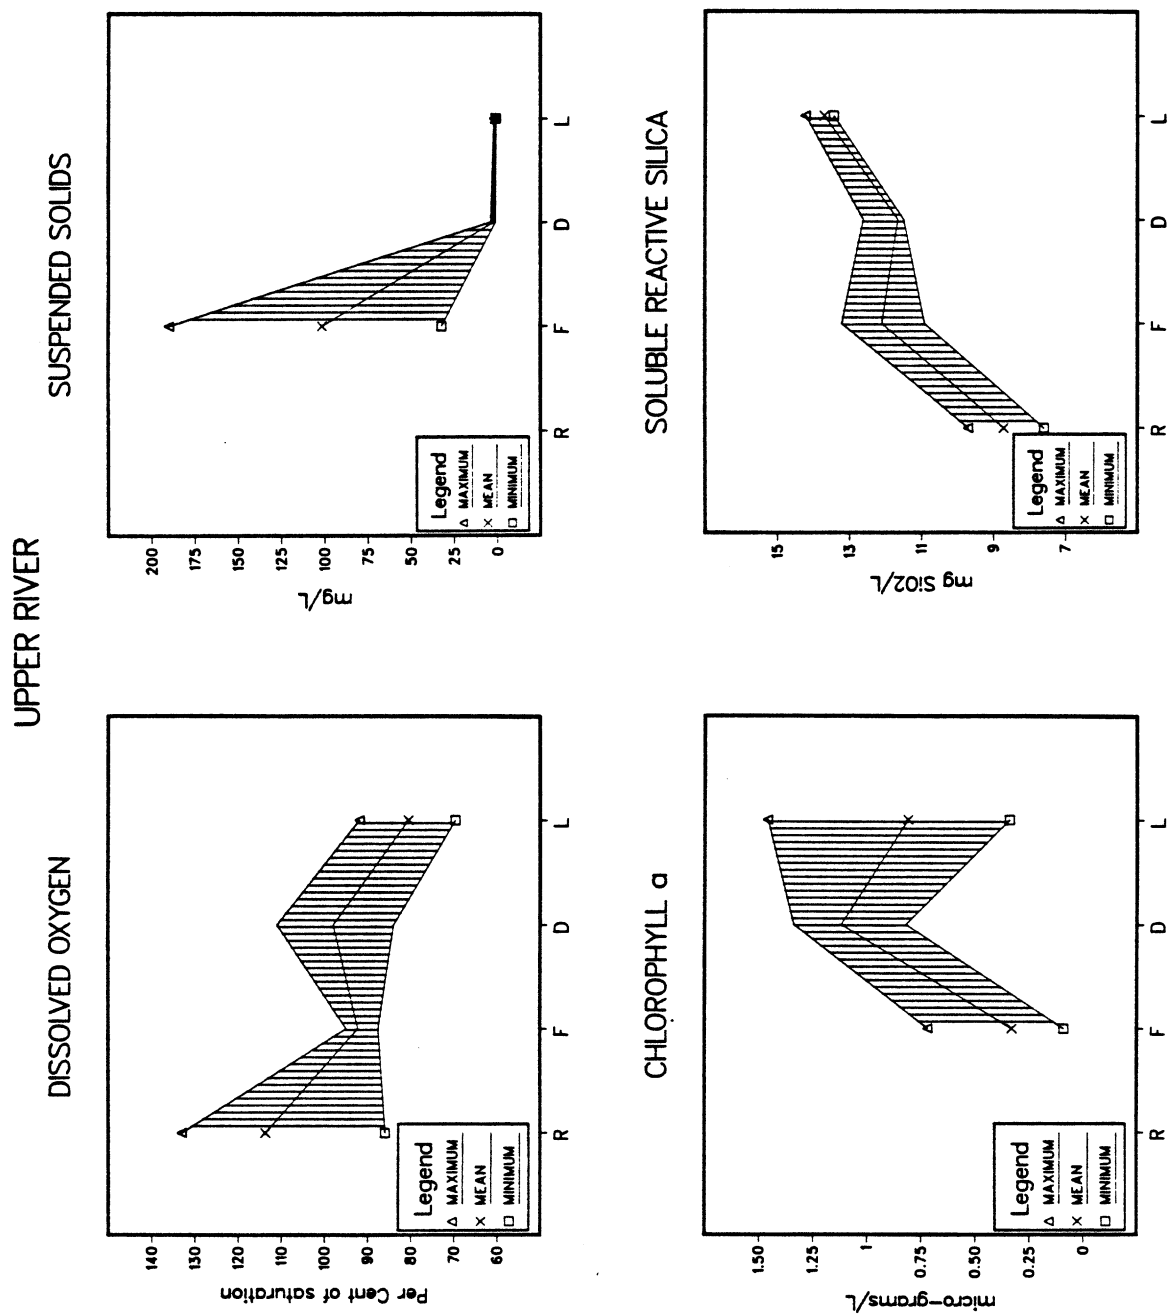 UPPER RIVER
DISSOLVED OXYGEN
Per Cent of saturation
140
130
120
110
100
90
80
70
60
R F D L
Legend
MAXIMUM
MEAN
MINIMUM
SUSPENDED SOLIDS
mg/L
200
175
150
125
100
75
50
25
0
R F D L
Legend
MAXIMUM
MEAN
MINIMUM
CHLOROPHYLL a
micro-grams/L
1.50
1.25
1
0.75
0.50
0.25
0
R F D L
Legend
MAXIMUM
MEAN
MINIMUM
SOLUBLE REACTIVE SILICA
mg SiO2/L
15
13
11
9
7
R F D L
Legend
MAXIMUM
MEAN
MINIMUM